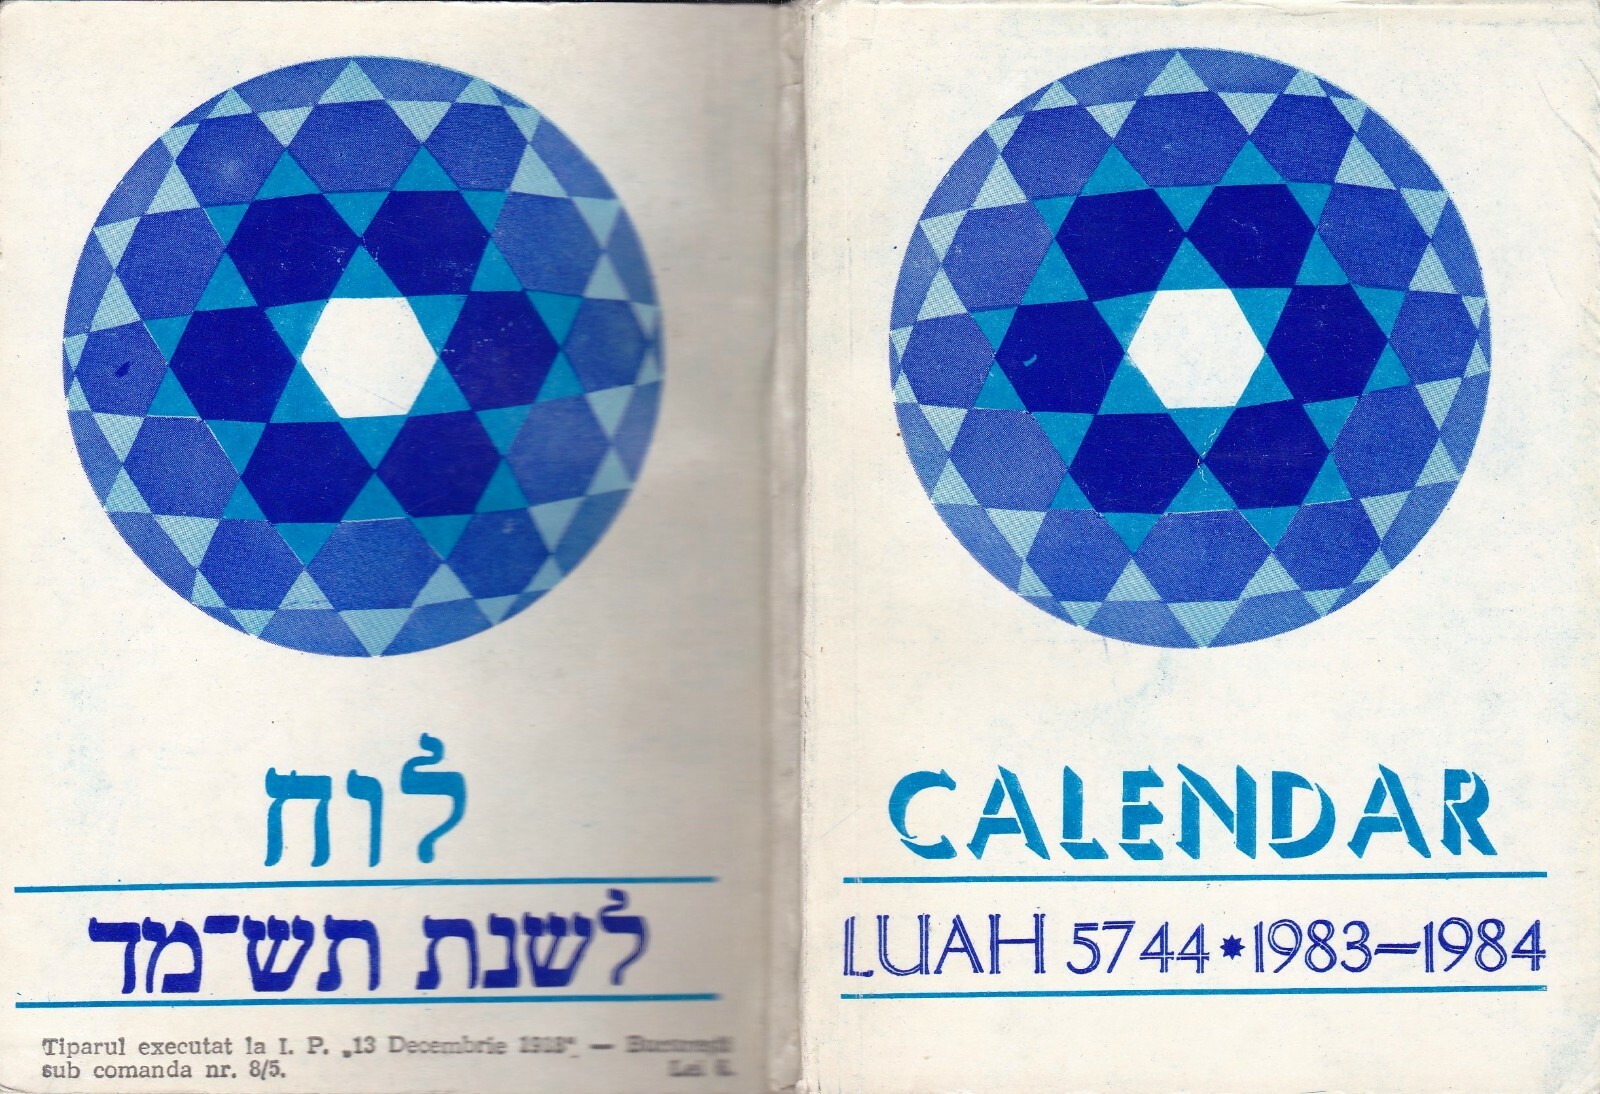 לוח
לשנת תש־מד
Tiparul executat la I. P. „13 Decembrie 1918“ — București
sub comanda nr. 8/5.
CALENDAR
LUAH 5744 * 1983—1984